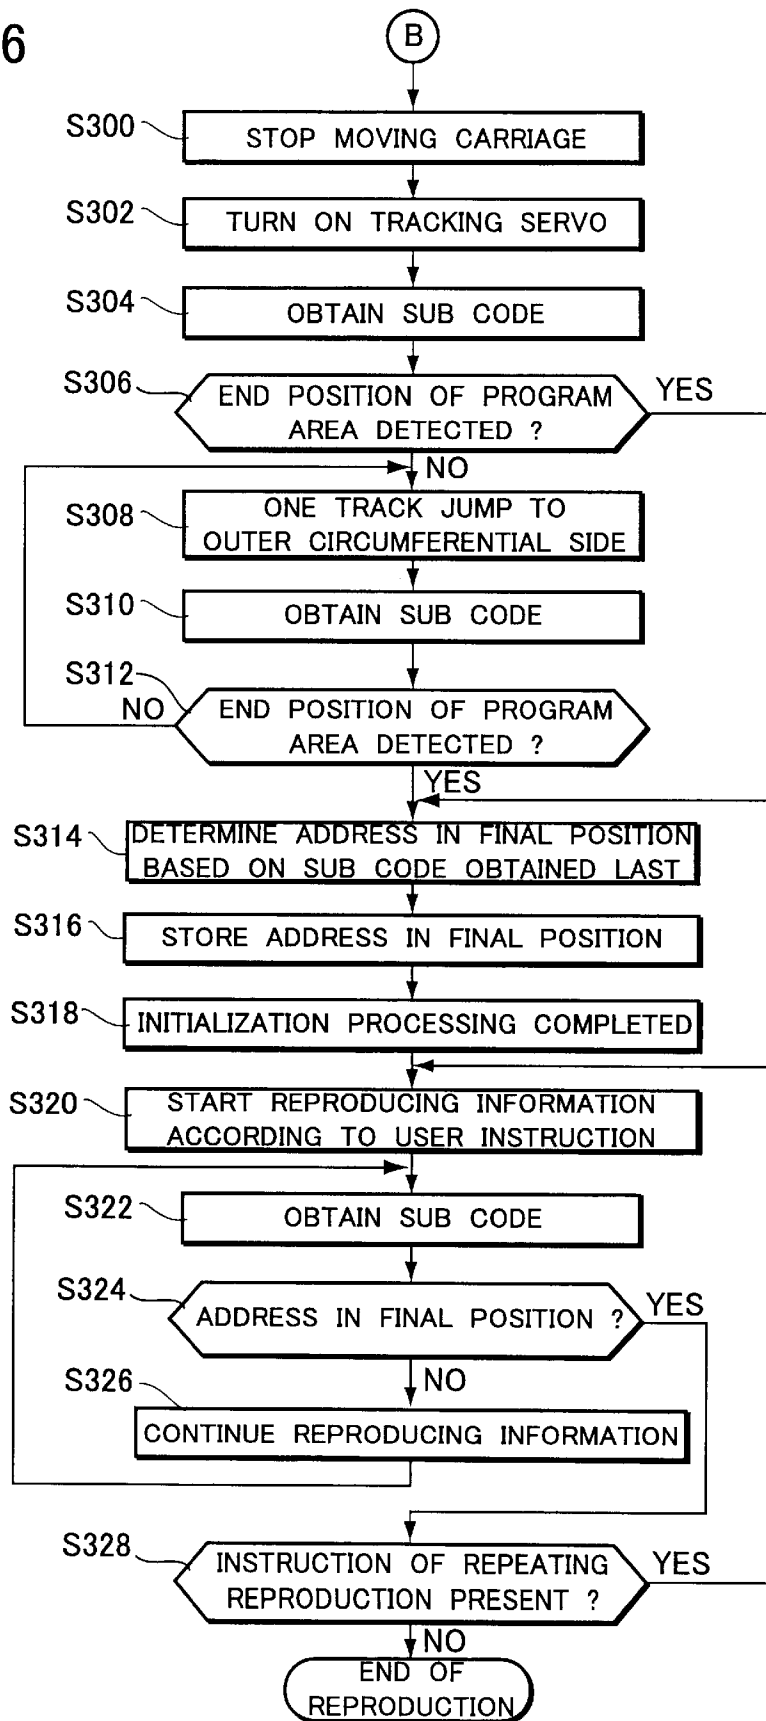 6
B
S300
STOP MOVING CARRIAGE
S302
TURN ON TRACKING SERVO
S304
OBTAIN SUB CODE
S306
END POSITION OF PROGRAM
AREA DETECTED ?
YES
NO
S308
ONE TRACK JUMP TO
OUTER CIRCUMFERENTIAL SIDE
S310
OBTAIN SUB CODE
S312
NO
END POSITION OF PROGRAM
AREA DETECTED ?
YES
S314
DETERMINE ADDRESS IN FINAL POSITION
BASED ON SUB CODE OBTAINED LAST
S316
STORE ADDRESS IN FINAL POSITION
S318
INITIALIZATION PROCESSING COMPLETED
S320
START REPRODUCING INFORMATION
ACCORDING TO USER INSTRUCTION
S322
OBTAIN SUB CODE
S324
ADDRESS IN FINAL POSITION ?
YES
NO
S326
CONTINUE REPRODUCING INFORMATION
S328
INSTRUCTION OF REPEATING
REPRODUCTION PRESENT ?
YES
NO
END OF
REPRODUCTION